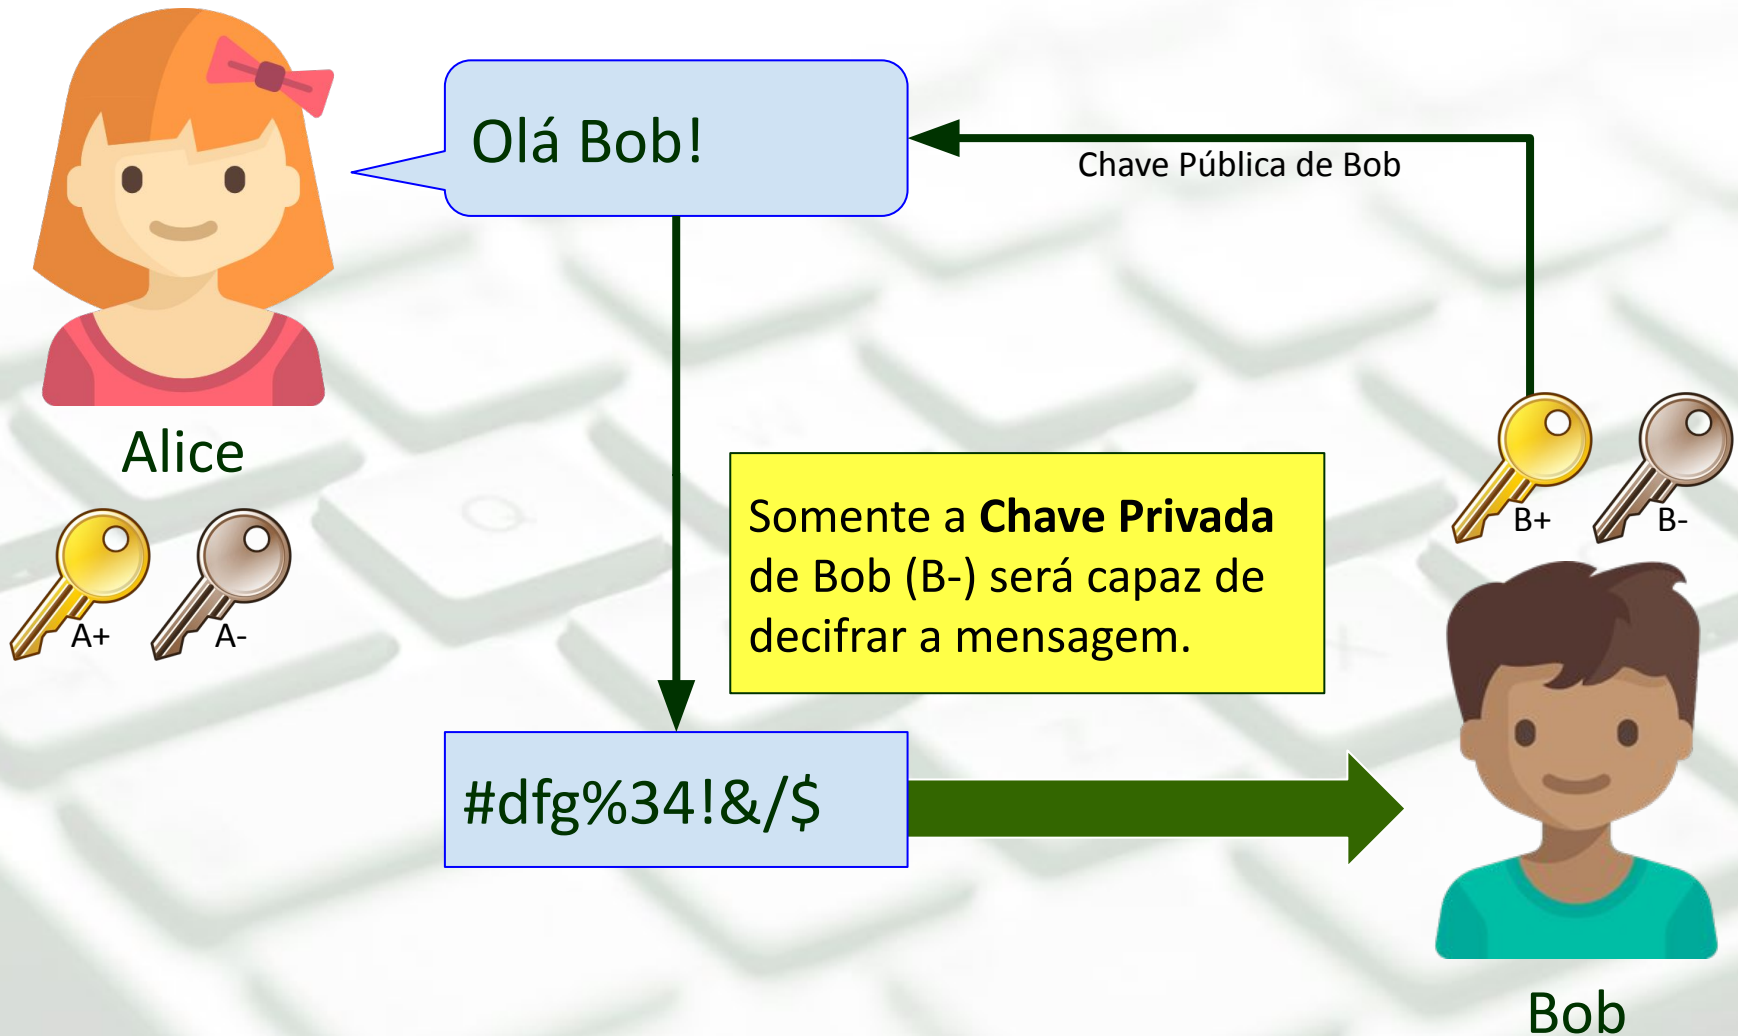 Olá Bob!
Chave Pública de Bob
Alice
A+
A-
B+
B-
Somente a Chave Privada
de Bob (B-) será capaz de
decifrar a mensagem.
#dfg%34!&/$
Bob